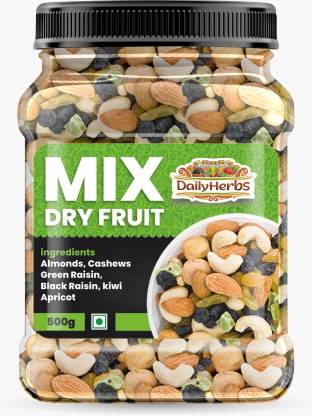 DailyHerbs
MIX
DRY FRUIT
ingredients
Almonds, Cashews
Green Raisin,
Black Raisin, kiwi
Apricot
500g